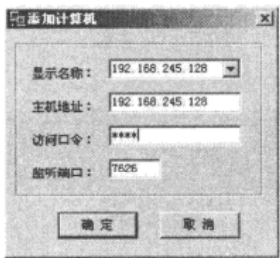 添加计算机
显示名称： 192.168.245.128
主机地址： 192.168.245.128
访问口令： ****
监听端口： 7626
确定 取消